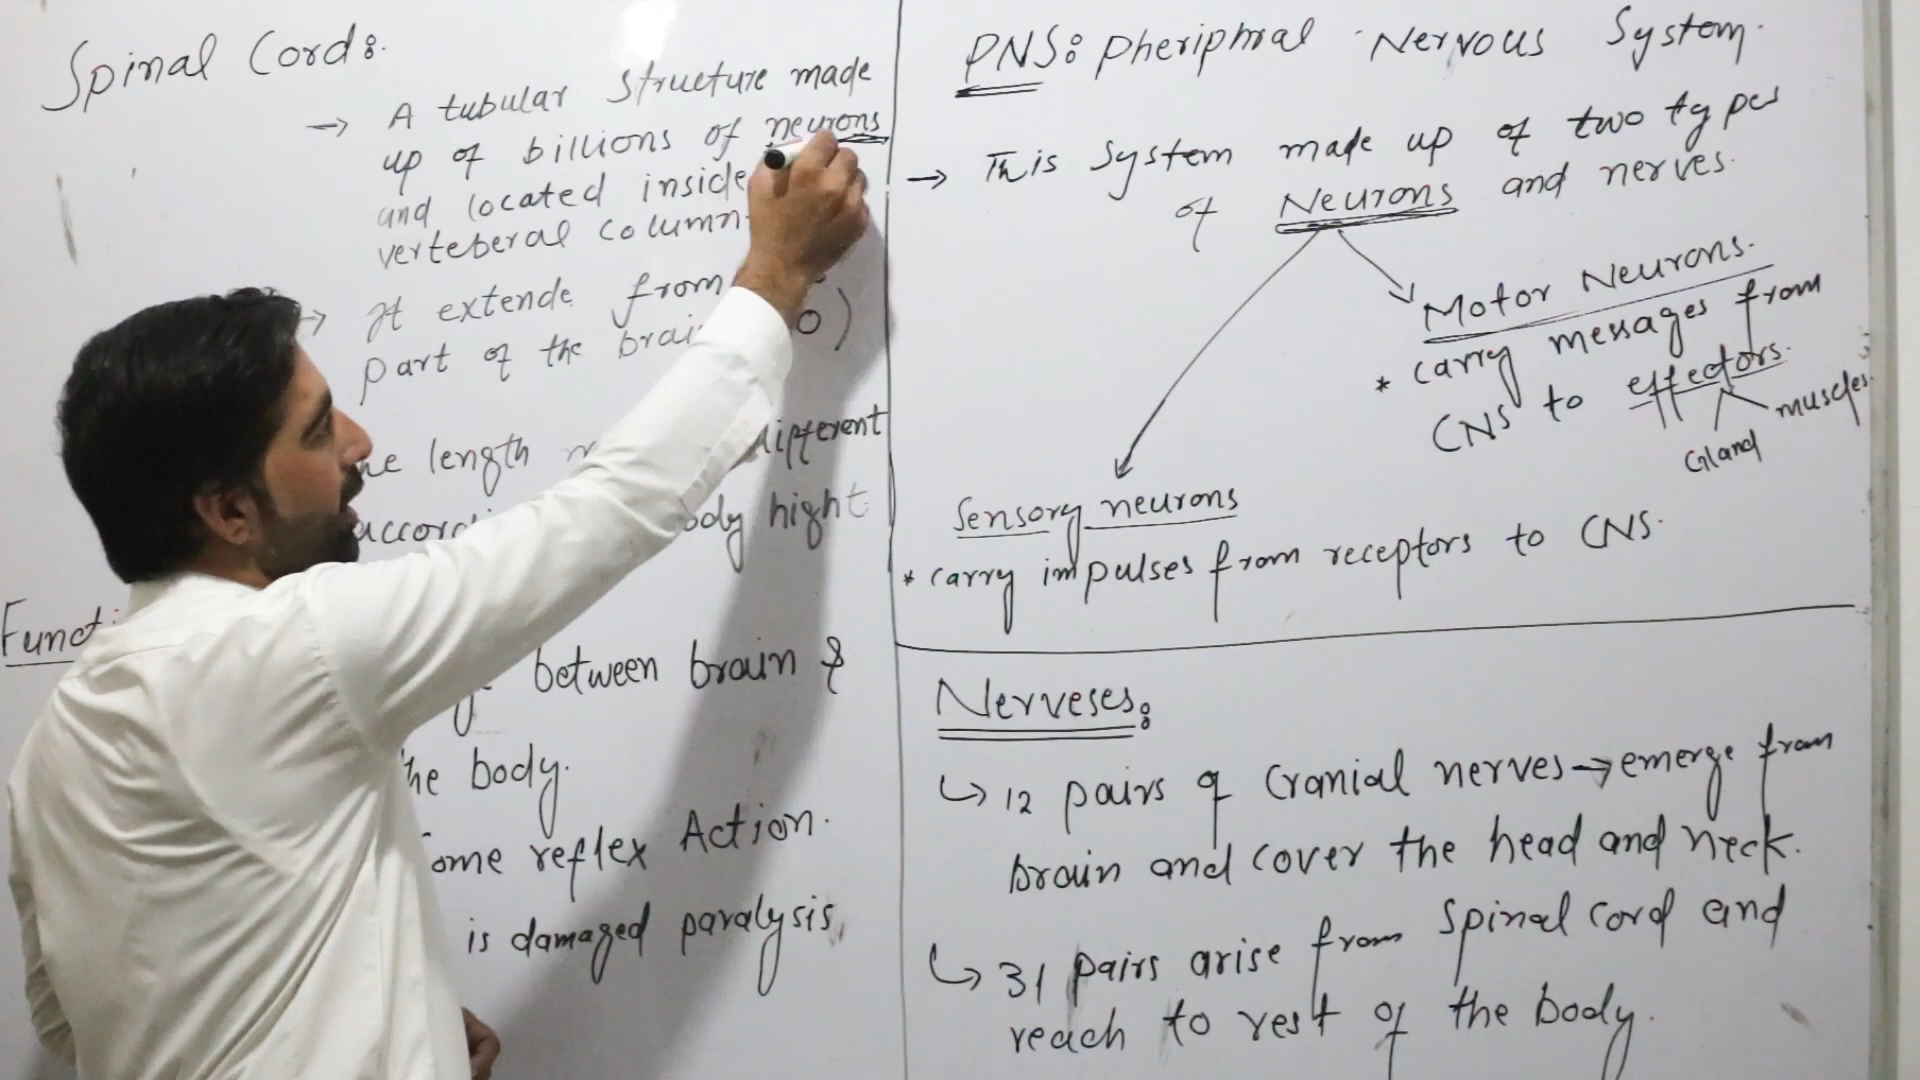 Spinal Cord:
→ A tubular structure made
up of billions of neurons
and located inside
verteberal column
→ It extende from
part of the brain o)
length different
body hight
between brain &
the body.
reflex Action.
is damaged paralysis
PNS: Pheriphral Nervous System.
→ This system made up of two types
of Neurons and nerves.
Motor Neurons.
* carry messages from
CNS to effectors.
muscles.
Gland
Sensory neurons
* carry impulses from receptors to CNS.
Nerveses:
↳ 12 pairs of Cranial nerves → emerge from
brain and cover the head and neck.
↳ 31 pairs arise from spinal cord and
reach to rest of the body.